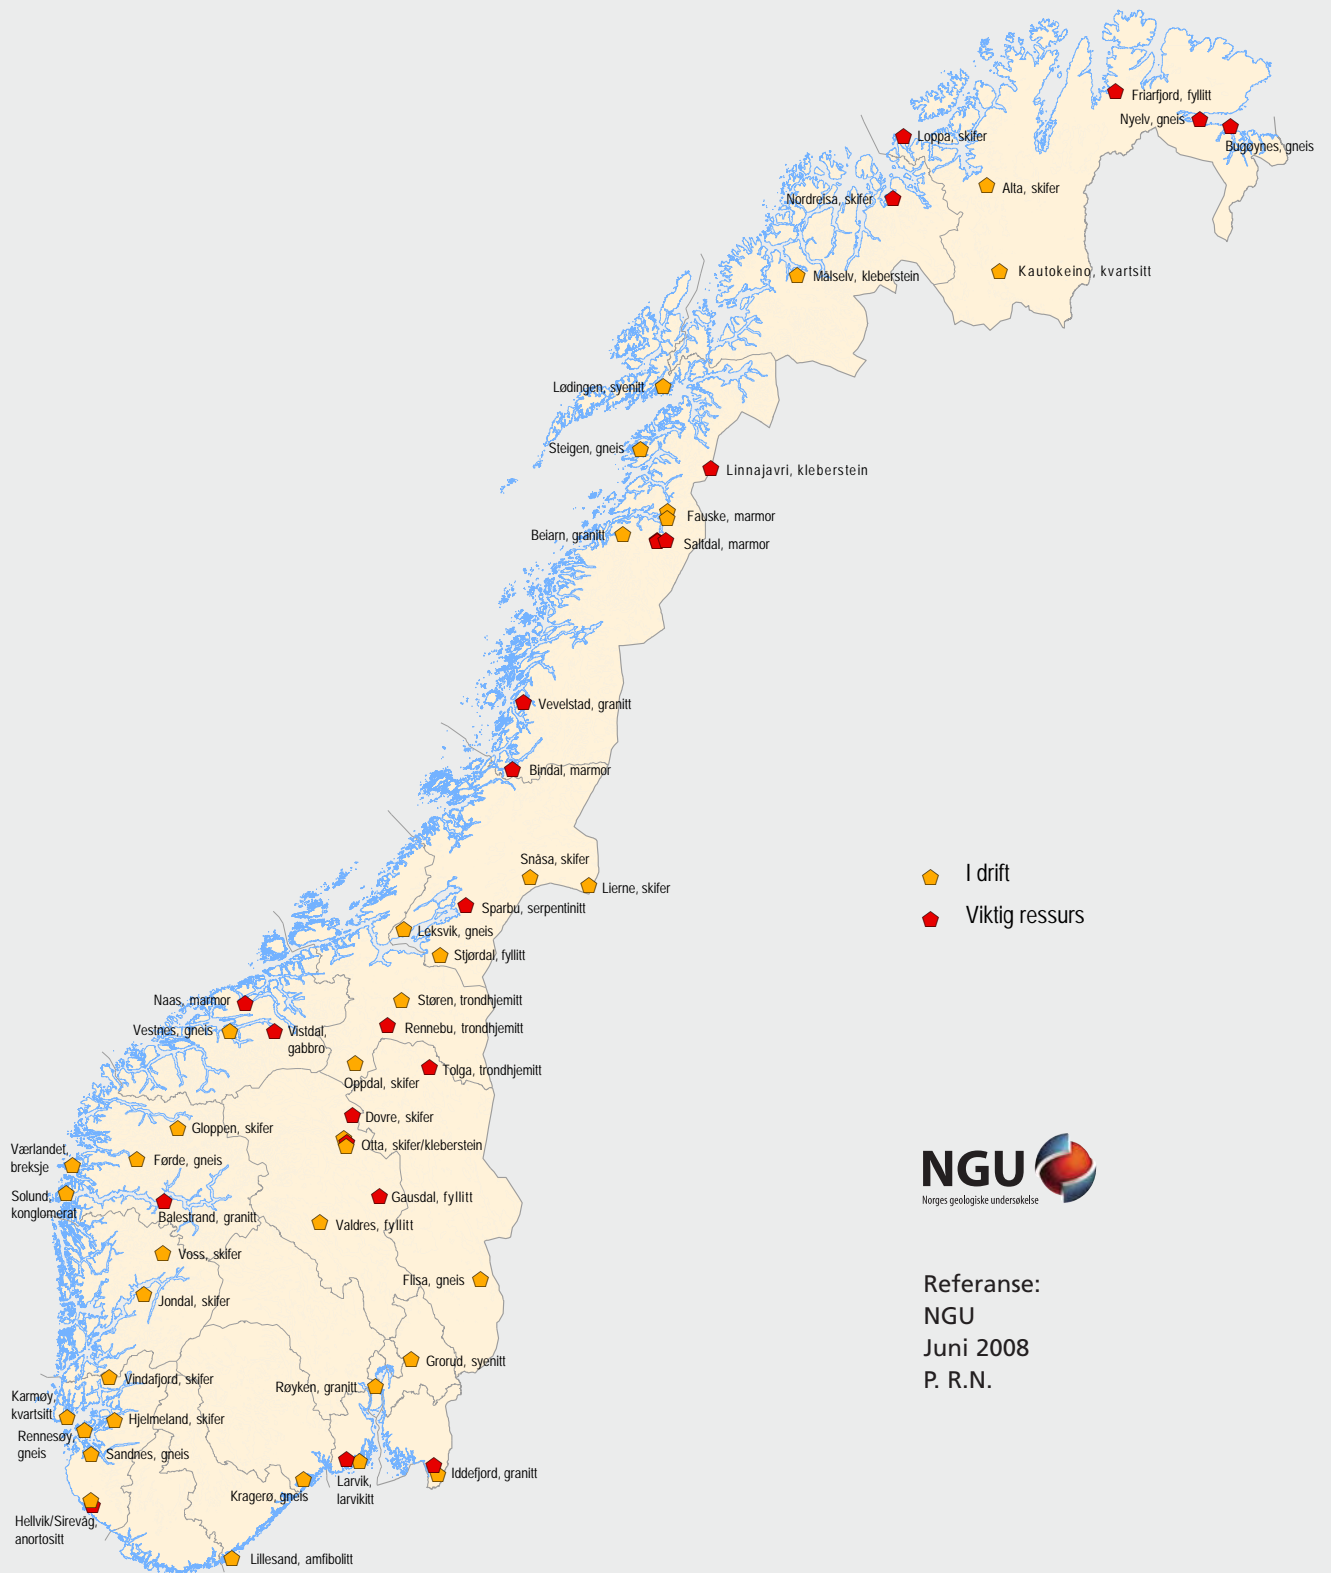 Friarfjord, fyllitt
Nyelv, gneis
Bugøynes, gneis
Loppa, skifer
Alta, skifer
Nordreisa, skifer
Kautokeino, kvartsitt
Målselv, kleberstein
Lødingen, syenitt
Steigen, gneis
Linnajavri, kleberstein
Fauske, marmor
Beiarn, granitt
Saltdal, marmor
Vevelstad, granitt
Bindal, marmor
Snåsa, skifer
Lierne, skifer
Sparbu, serpentinitt
Leksvik, gneis
Stjørdal, fyllitt
Naas, marmor
Støren, trondhjemitt
Vestnes, gneis
Vistdal,
gabbro
Rennebu, trondhjemitt
Oppdal, skifer
Tolga, trondhjemitt
Dovre, skifer
Gloppen, skifer
Otta, skifer/kleberstein
Værlandet,
breksje
Førde, gneis
Solund,
konglomerat
Balestrand, granitt
Gausdal, fyllitt
Valdres, fyllitt
Voss, skifer
Flisa, gneis
Jondal, skifer
Grorud, syenitt
Vindafjord, skifer
Røyken, granitt
Karmøy,
kvartsitt
Hjelmeland, skifer
Rennesøy,
gneis
Sandnes, gneis
Iddefjord, granitt
Larvik,
larvikitt
Kragerø, gneis
Hellvik/Sirevåg,
anortositt
Lillesand, amfibolitt
I drift
Viktig ressurs
NGU
Norges geologiske undersøkelse
Referanse:
NGU
Juni 2008
P. R.N.